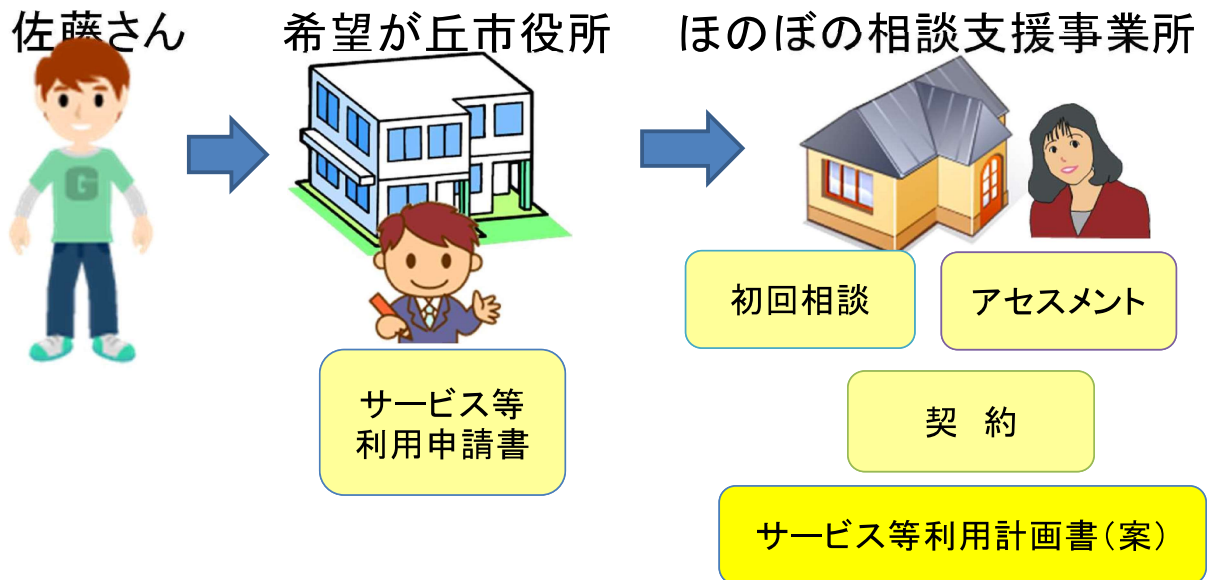 佐藤さん
希望が丘市役所
ほのぼの相談支援事業所
G
初回相談
アセスメント
サービス等
利用申請書
契 約
サービス等利用計画書(案)